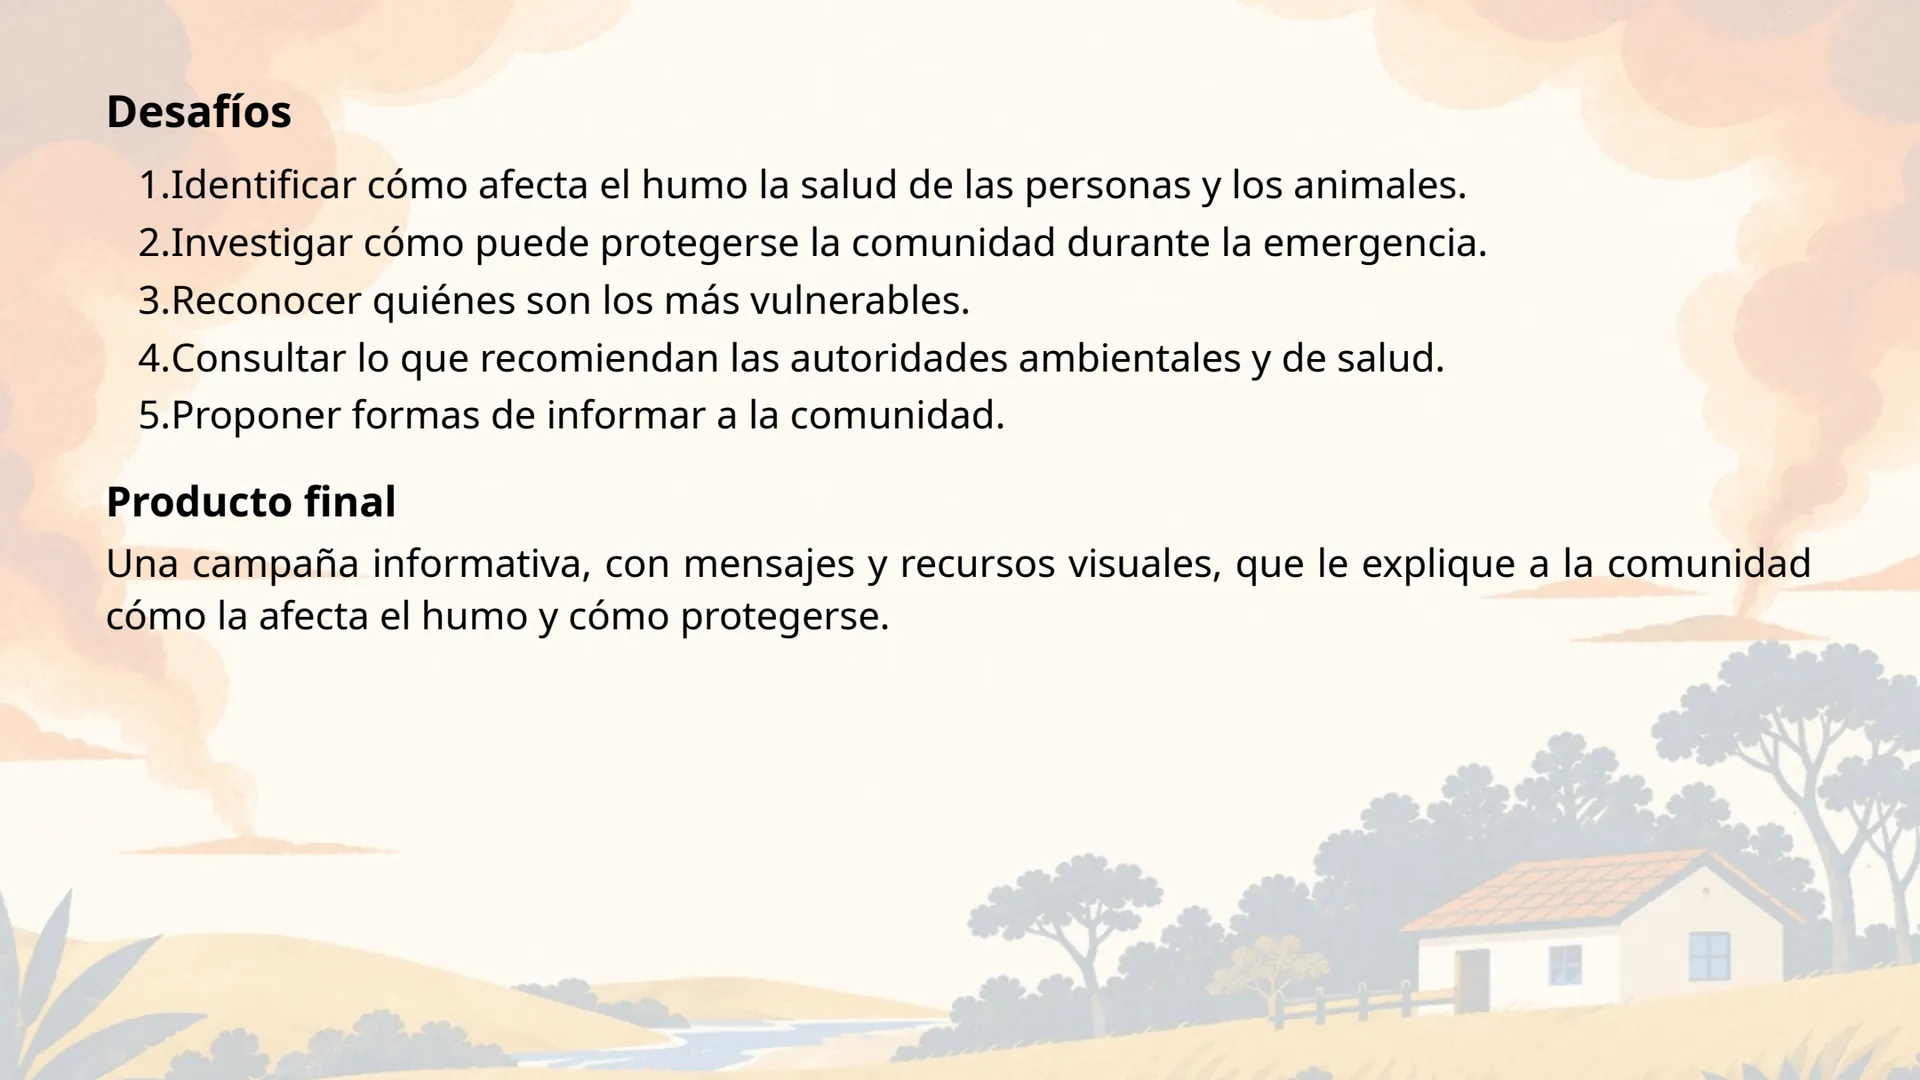 Desafíos
1.Identificar cómo afecta el humo la salud de las personas y los animales.
2.Investigar cómo puede protegerse la comunidad durante la emergencia.
3.Reconocer quiénes son los más vulnerables.
4.Consultar lo que recomiendan las autoridades ambientales y de salud.
5.Proponer formas de informar a la comunidad.
Producto final
Una campaña informativa, con mensajes y recursos visuales, que le explique a la comunidad
cómo la afecta el humo y cómo protegerse.